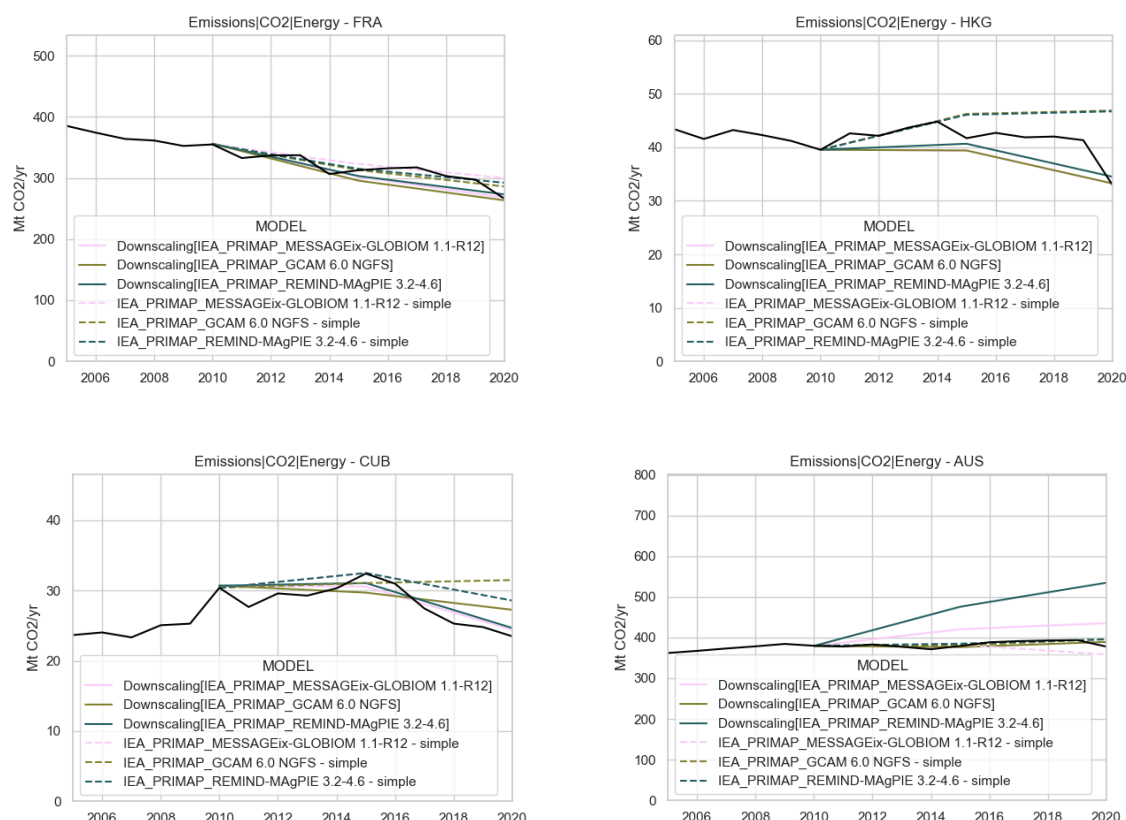 Emissions|CO2|Energy - FRA
Mt CO2/yr
500
400
300
200
100
0
MODEL
Downscaling[IEA_PRIMAP_MESSAGEix-GLOBIOM 1.1-R12]
Downscaling[IEA_PRIMAP_GCAM 6.0 NGFS]
Downscaling[IEA_PRIMAP_REMIND-MAgPIE 3.2-4.6]
IEA_PRIMAP_MESSAGEix-GLOBIOM 1.1-R12 - simple
IEA_PRIMAP_GCAM 6.0 NGFS - simple
IEA_PRIMAP_REMIND-MAgPIE 3.2-4.6 - simple
2006 2008 2010 2012 2014 2016 2018 2020
Emissions|CO2|Energy - HKG
Mt CO2/yr
60
50
40
30
20
10
0
MODEL
Downscaling[IEA_PRIMAP_MESSAGEix-GLOBIOM 1.1-R12]
Downscaling[IEA_PRIMAP_GCAM 6.0 NGFS]
Downscaling[IEA_PRIMAP_REMIND-MAgPIE 3.2-4.6]
IEA_PRIMAP_MESSAGEix-GLOBIOM 1.1-R12 - simple
IEA_PRIMAP_GCAM 6.0 NGFS - simple
IEA_PRIMAP_REMIND-MAgPIE 3.2-4.6 - simple
2006 2008 2010 2012 2014 2016 2018 2020
Emissions|CO2|Energy - CUB
Mt CO2/yr
40
30
20
10
0
MODEL
Downscaling[IEA_PRIMAP_MESSAGEix-GLOBIOM 1.1-R12]
Downscaling[IEA_PRIMAP_GCAM 6.0 NGFS]
Downscaling[IEA_PRIMAP_REMIND-MAgPIE 3.2-4.6]
IEA_PRIMAP_MESSAGEix-GLOBIOM 1.1-R12 - simple
IEA_PRIMAP_GCAM 6.0 NGFS - simple
IEA_PRIMAP_REMIND-MAgPIE 3.2-4.6 - simple
2006 2008 2010 2012 2014 2016 2018 2020
Emissions|CO2|Energy - AUS
Mt CO2/yr
800
700
600
500
400
300
200
100
0
MODEL
Downscaling[IEA_PRIMAP_MESSAGEix-GLOBIOM 1.1-R12]
Downscaling[IEA_PRIMAP_GCAM 6.0 NGFS]
Downscaling[IEA_PRIMAP_REMIND-MAgPIE 3.2-4.6]
IEA_PRIMAP_MESSAGEix-GLOBIOM 1.1-R12 - simple
IEA_PRIMAP_GCAM 6.0 NGFS - simple
IEA_PRIMAP_REMIND-MAgPIE 3.2-4.6 - simple
2006 2008 2010 2012 2014 2016 2018 2020